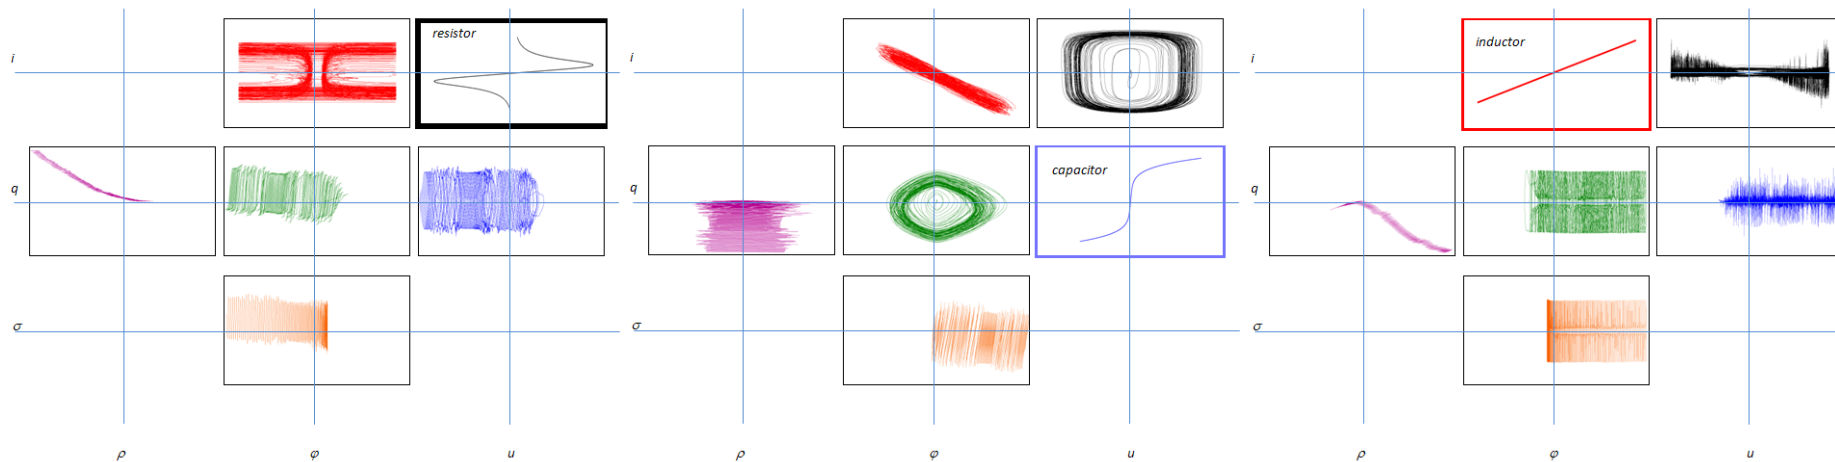 i
resistor
q
σ
ρ
φ
u
i
q
capacitor
σ
ρ
φ
u
i
inductor
q
σ
ρ
φ
u